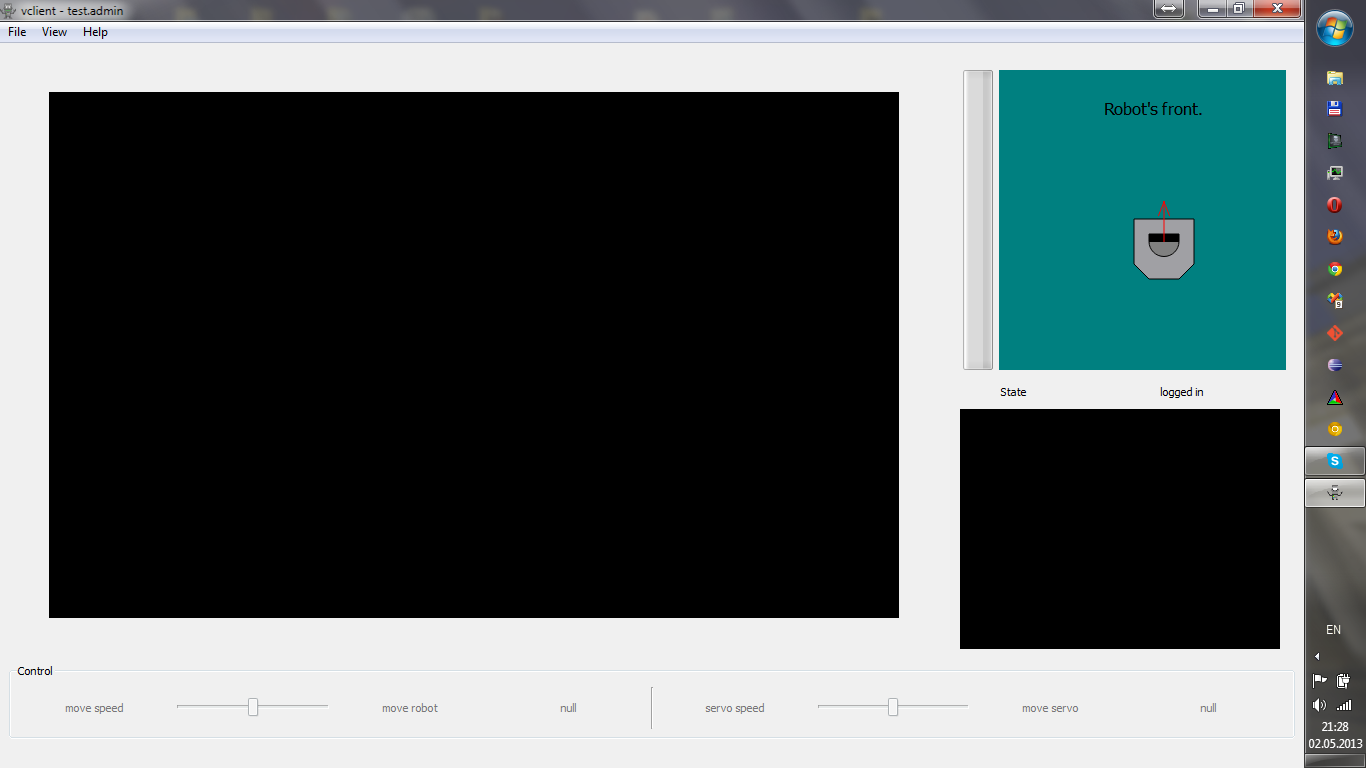 vclient - test.admin
File View Help
Robot's front.
State logged in
Control
move speed move robot null servo speed move servo null
EN
21:28
02.05.2013